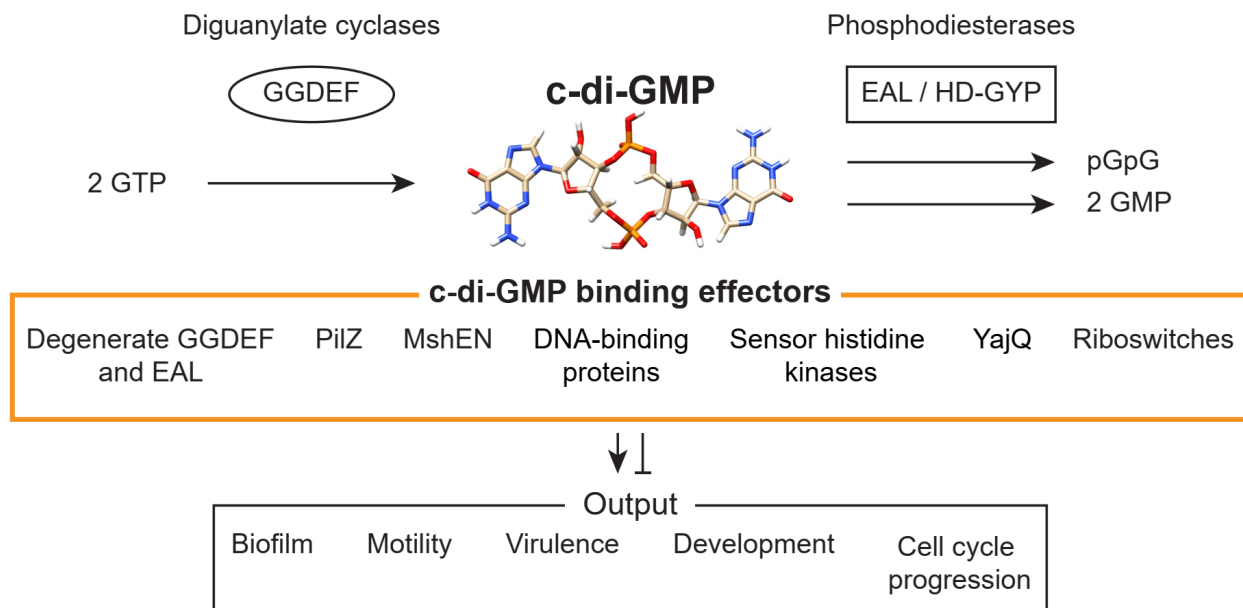 Diguanylate cyclases
Phosphodiesterases
GGDEF
c-di-GMP
EAL / HD-GYP
2 GTP
pGpG
2 GMP
c-di-GMP binding effectors
Degenerate GGDEF
and EAL
PilZ
MshEN
DNA-binding
proteins
Sensor histidine
kinases
YajQ
Riboswitches
Output
Biofilm
Motility
Virulence
Development
Cell cycle
progression